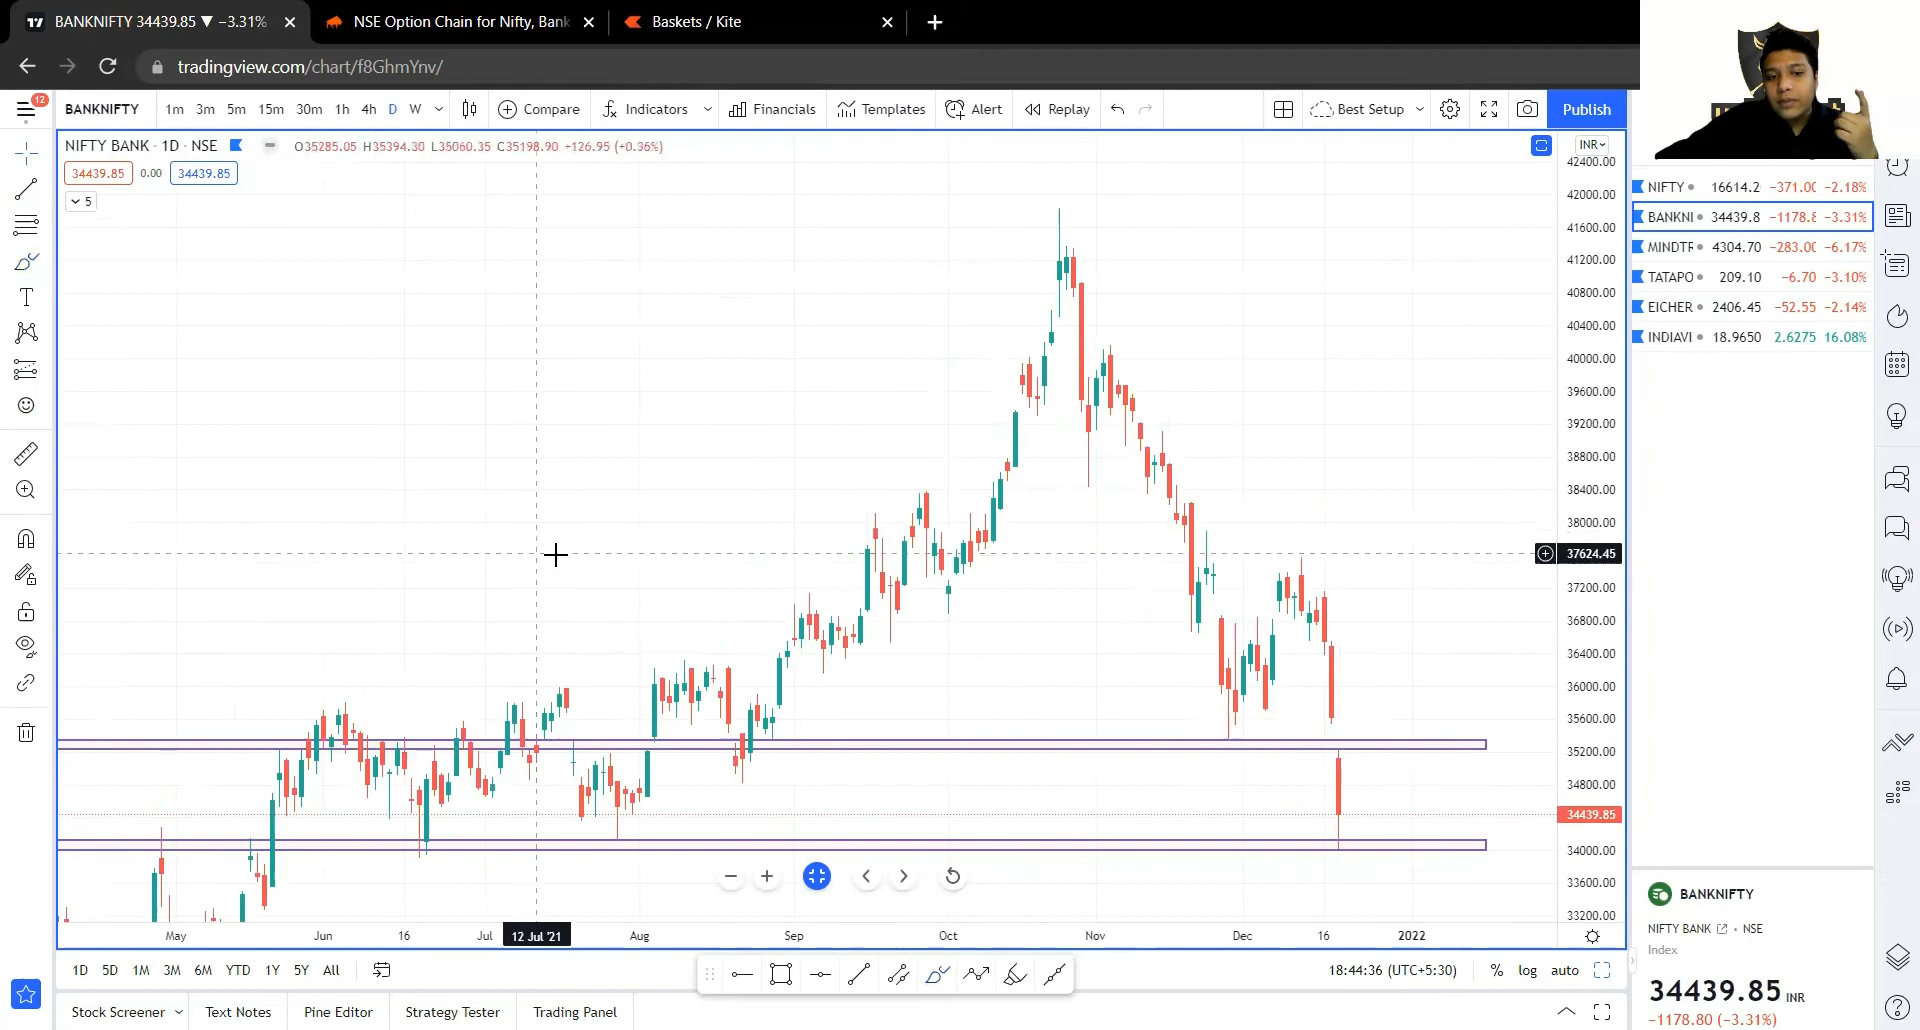 BANKNIFTY 34439.85 ▼ −3.31%
NSE Option Chain for Nifty, Bank
Baskets / Kite
tradingview.com/chart/f8GhmYnv/
12
BANKNIFTY 1m 3m 5m 15m 30m 1h 4h D W Compare Indicators Financials Templates Alert Replay Best Setup Publish
NIFTY BANK · 1D · NSE O35285.05 H35394.30 L35060.35 C35198.90 +126.95 (+0.36%)
34439.85 0.00 34439.85
5
INR
42400.00
42000.00
41600.00
41200.00
40800.00
40400.00
40000.00
39600.00
39200.00
38800.00
38400.00
38000.00
37624.45
37200.00
36800.00
36400.00
36000.00
35600.00
35200.00
34800.00
34439.85
34000.00
33600.00
33200.00
May Jun 16 Jul 12 Jul '21 Aug Sep Oct Nov Dec 16 2022
1D 5D 1M 3M 6M YTD 1Y 5Y All
18:44:36 (UTC+5:30) % log auto
Stock Screener Text Notes Pine Editor Strategy Tester Trading Panel
NIFTY 16614.2 −371.00 −2.18%
BANKNI 34439.8 −1178.8 −3.31%
MINDTR 4304.70 −283.00 −6.17%
TATAPO 209.10 −6.70 −3.10%
EICHER 2406.45 −52.55 −2.14%
INDIAVI 18.9650 2.6275 16.08%
BANKNIFTY
NIFTY BANK • NSE
Index
34439.85 INR
−1178.80 (−3.31%)